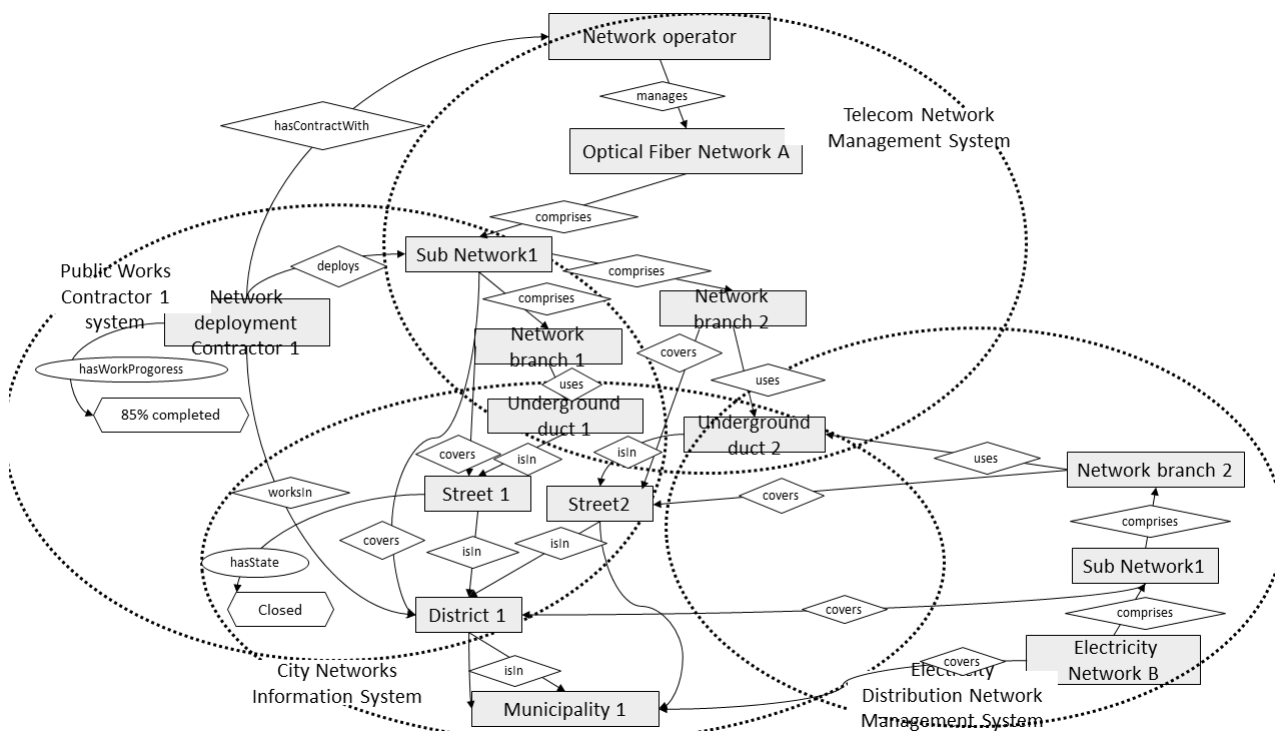 Network operator
manages
hasContractWith
Telecom Network
Management System
Optical Fiber Network A
comprises
Sub Network1
deploys
comprises
Public Works
Contractor 1
system
Network
deployment
Contractor 1
comprises
Network
branch 2
Network
branch 1
covers
hasWorkProgoress
uses
uses
85% completed
Underground
duct 1
Underground
duct 2
covers
isIn
isIn
uses
Network branch 2
worksIn
Street 1
Street2
covers
comprises
covers
isIn
isIn
hasState
Sub Network1
Closed
District 1
covers
comprises
City Networks
Information System
isIn
covers
Electricity
Network B
Electricity
Distribution Network
Management System
Municipality 1